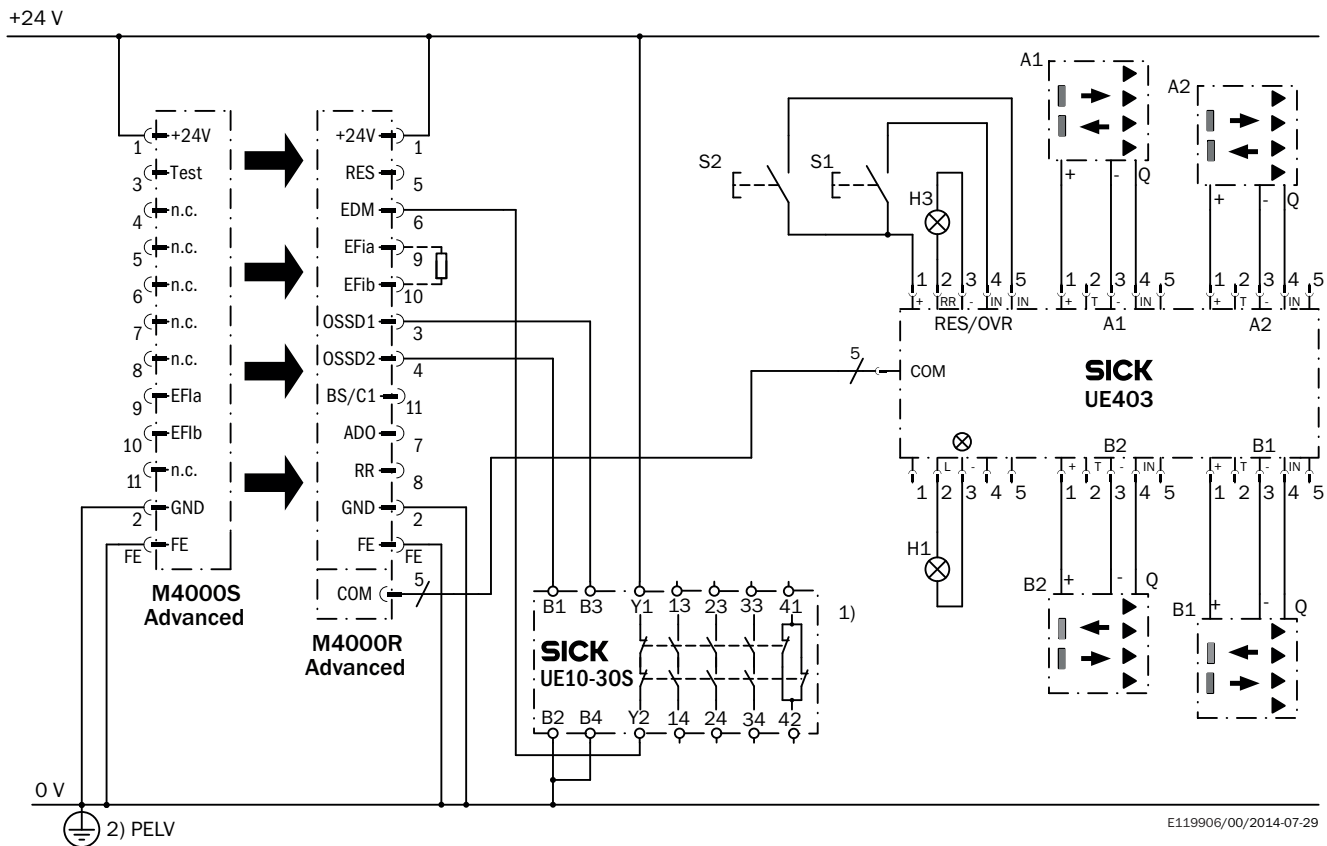 +24 V
1 +24V
3 Test
4 n.c.
5 n.c.
6 n.c.
7 n.c.
8 n.c.
9 EFIa
10 EFIb
11 n.c.
2 GND
FE FE
M4000S
Advanced
+24V 1
RES 5
EDM 6
EFia 9
EFib 10
OSSD1 3
OSSD2 4
BS/C1 11
ADO 7
RR 8
GND 2
FE FE
COM 5
M4000R
Advanced
B1 B3 Y1 13 23 33 41
1)
SICK
UE10-30S
B2 B4 Y2 14 24 34 42
S2 S1
H3
A1
+ - Q
A2
+ - Q
1 2 3 4 5
+ RR - IN IN
RES/OVR
1 2 3 4 5
+ T - IN
A1
1 2 3 4 5
+ T - IN
A2
5
COM
SICK
UE403
B2 B1
L -
1 2 3 4 5
+ T - IN
1 2 3 4 5
+ T - IN
1 2 3 4 5
H1
B2
+ - Q
B1
+ - Q
0 V
2) PELV
E119906/00/2014-07-29